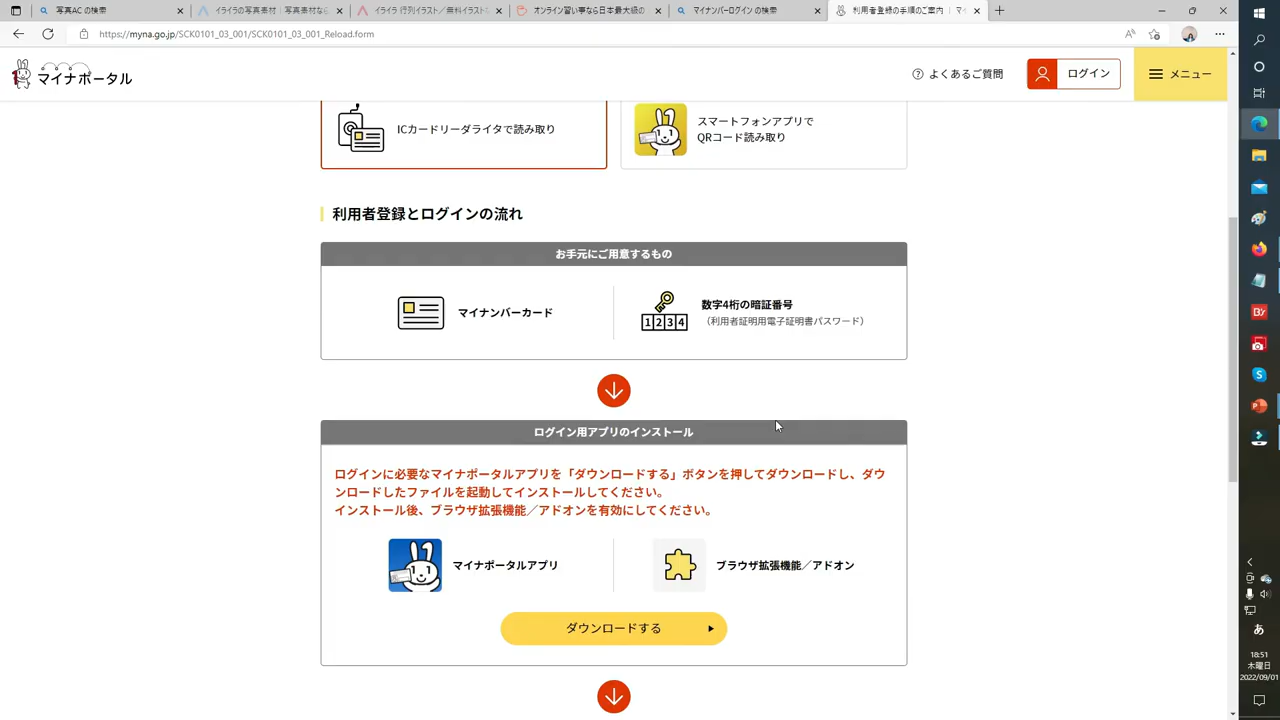 写真AC の検索
イライラの写真素材｜写真素材なら
イライラ 行列イラスト／無料イラスト
オンライン習い事なら日本最大級の
マイナンバーログイン の検索
利用者登録の手順のご案内 ｜ マイ
https://myna.go.jp/SCK0101_03_001/SCK0101_03_001_Reload.form
マイナポータル
よくあるご質問
ログイン
メニュー
ICカードリーダライタで読み取り
スマートフォンアプリで
QRコード読み取り
利用者登録とログインの流れ
お手元にご用意するもの
マイナンバーカード
1234
数字4桁の暗証番号
（利用者証明用電子証明書パスワード）
ログイン用アプリのインストール
ログインに必要なマイナポータルアプリを「ダウンロードする」ボタンを押してダウンロードし、ダウ
ンロードしたファイルを起動してインストールしてください。
インストール後、ブラウザ拡張機能／アドオンを有効にしてください。
マイナポータルアプリ
ブラウザ拡張機能／アドオン
ダウンロードする
あ
18:51
木曜日
2022/09/01